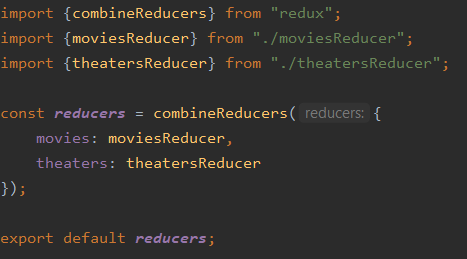 import {combineReducers} from "redux";
import {moviesReducer} from "./moviesReducer";
import {theatersReducer} from "./theatersReducer";
const reducers = combineReducers( reducers: {
movies: moviesReducer,
theaters: theatersReducer
});
export default reducers;